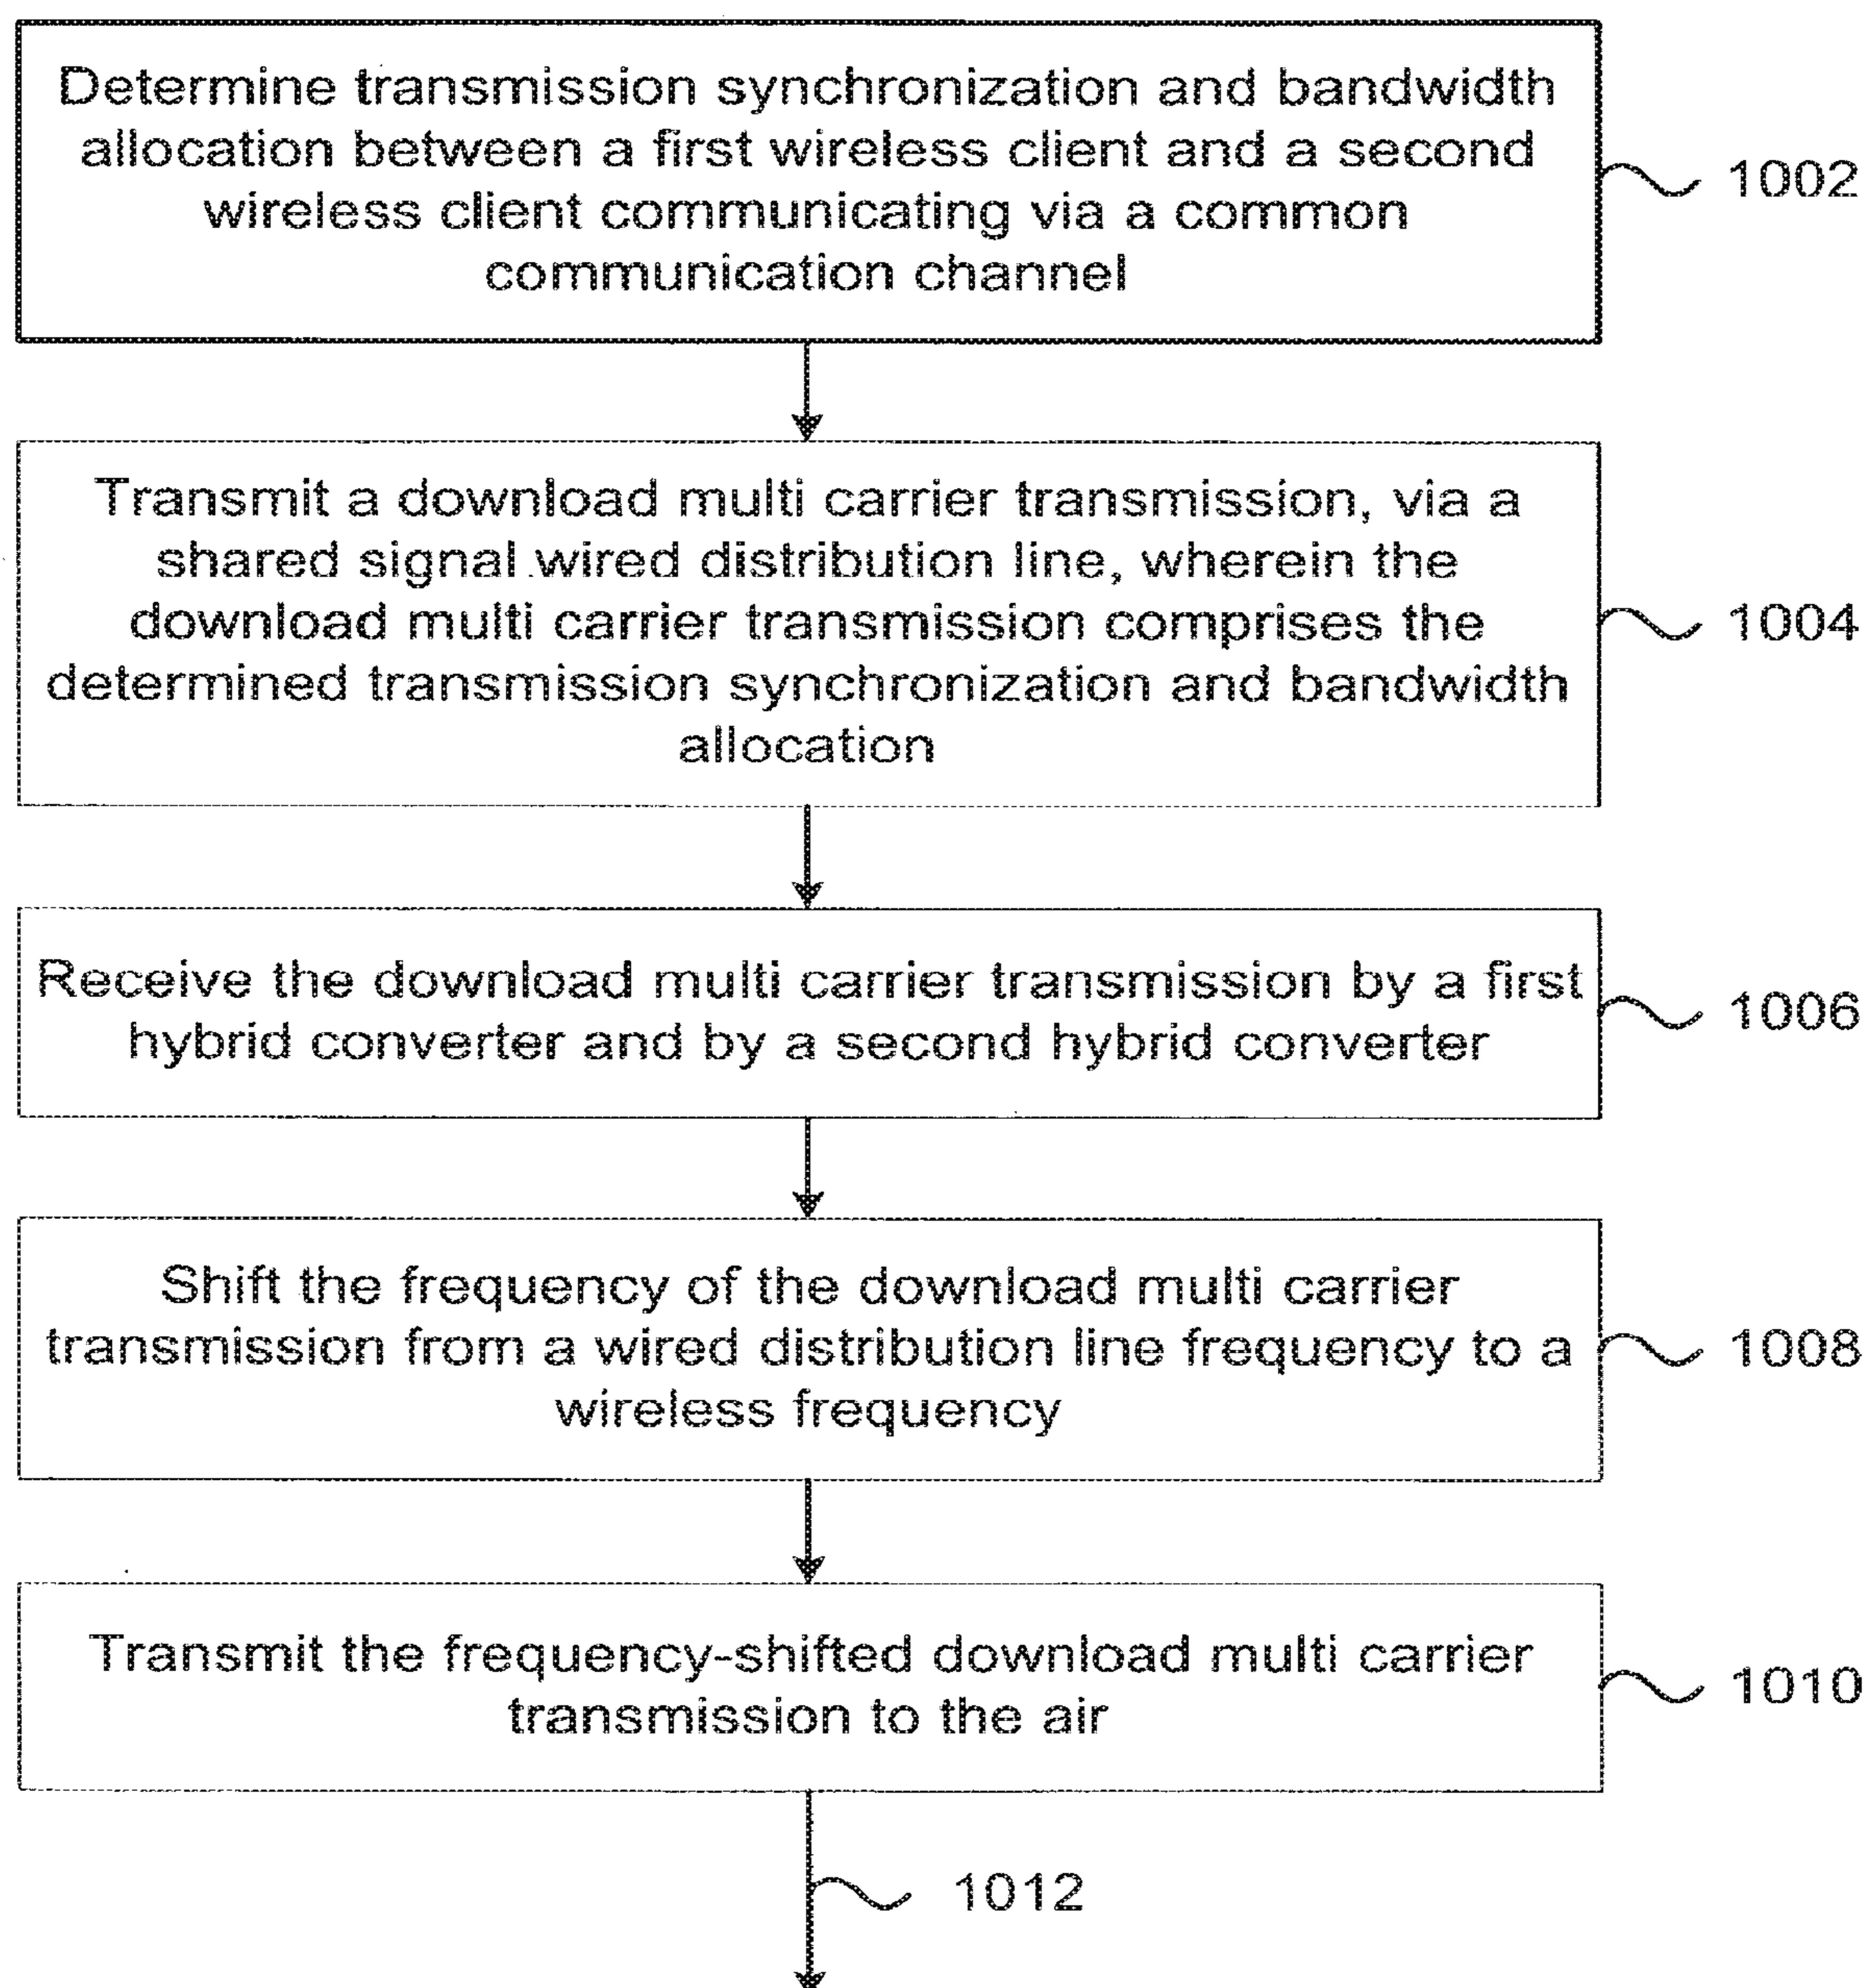 Determine transmission synchronization and bandwidth
allocation between a first wireless client and a second
wireless client communicating via a common
communication channel
1002
Transmit a download multi carrier transmission, via a
shared signal wired distribution line, wherein the
download multi carrier transmission comprises the
determined transmission synchronization and bandwidth
allocation
1004
Receive the download multi carrier transmission by a first
hybrid converter and by a second hybrid converter
1006
Shift the frequency of the download multi carrier
transmission from a wired distribution line frequency to a
wireless frequency
1008
Transmit the frequency-shifted download multi carrier
transmission to the air
1010
1012